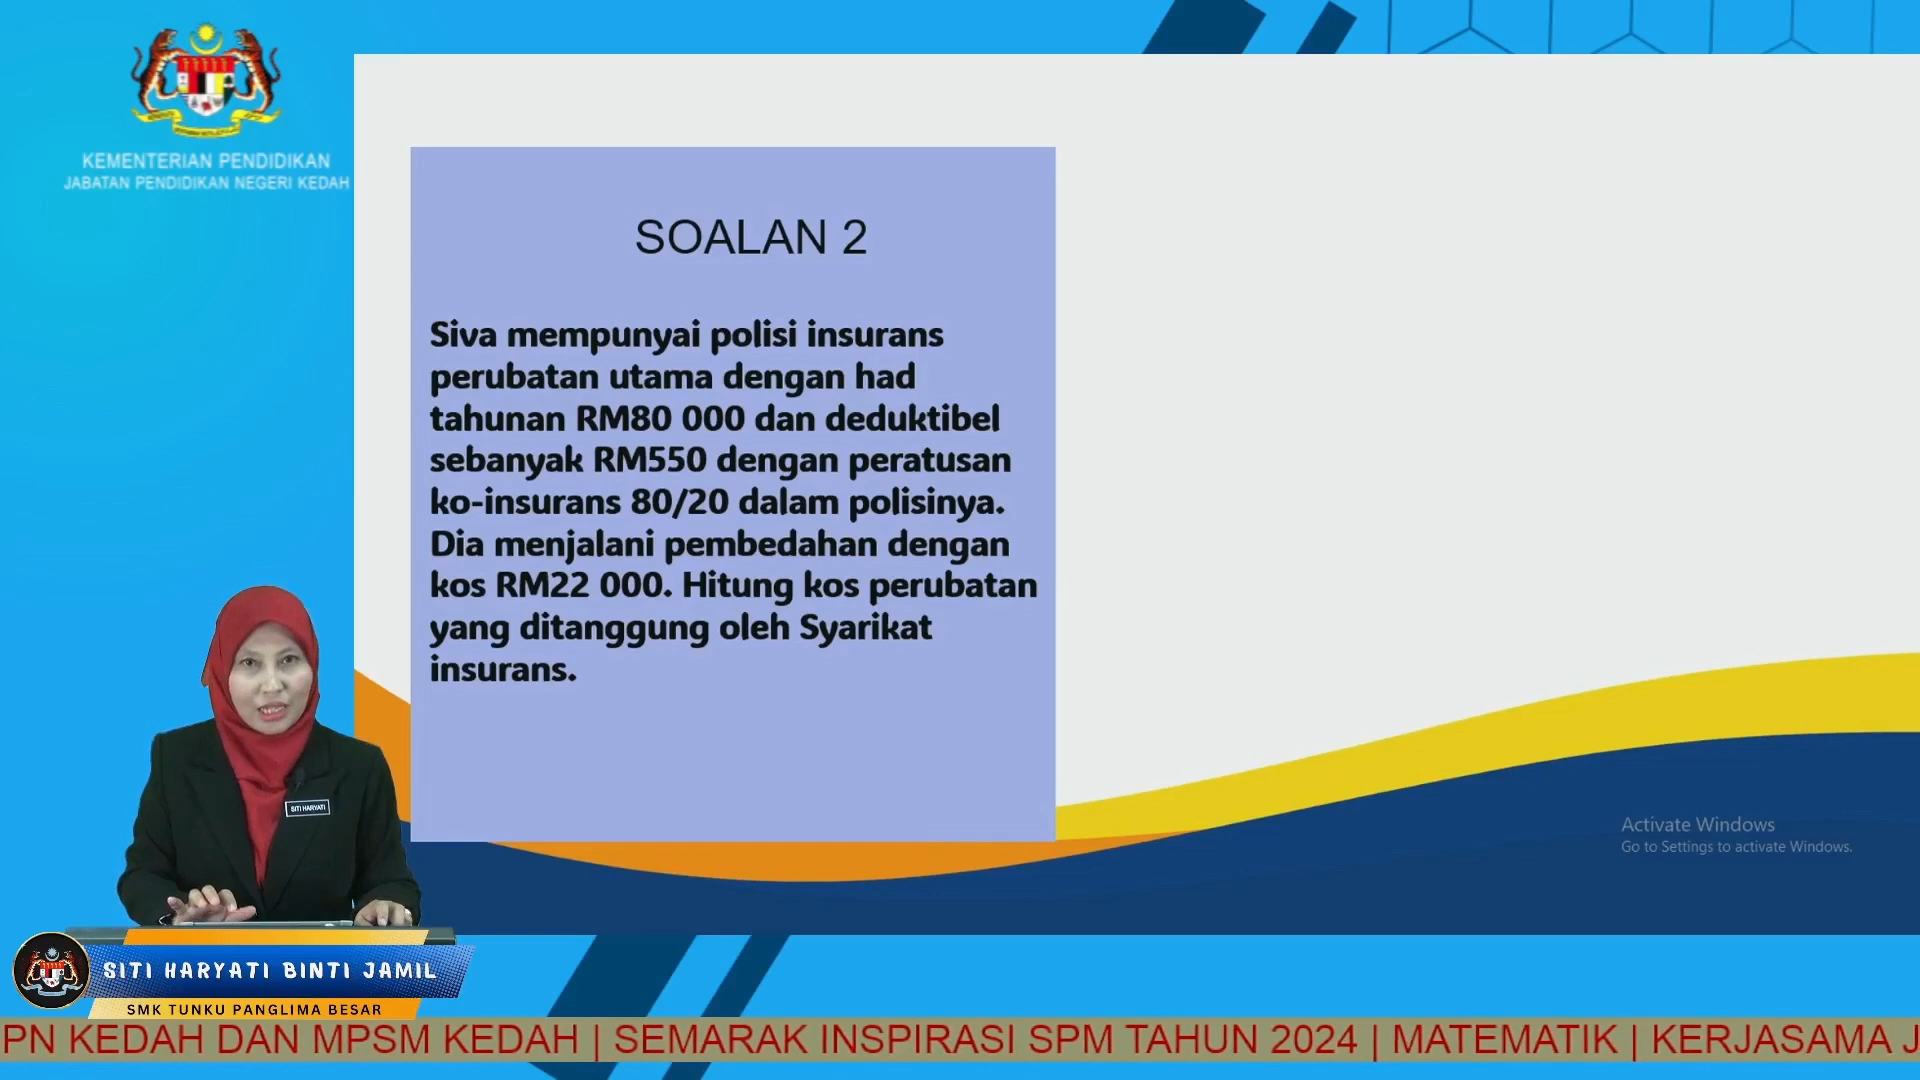 KEMENTERIAN PENDIDIKAN
JABATAN PENDIDIKAN NEGERI KEDAH
SOALAN 2
Siva mempunyai polisi insurans
perubatan utama dengan had
tahunan RM80 000 dan deduktibel
sebanyak RM550 dengan peratusan
ko-insurans 80/20 dalam polisinya.
Dia menjalani pembedahan dengan
kos RM22 000. Hitung kos perubatan
yang ditanggung oleh Syarikat
insurans.
SITI HARYATI
Activate Windows
Go to Settings to activate Windows.
SITI HARYATI BINTI JAMIL
SMK TUNKU PANGLIMA BESAR
PN KEDAH DAN MPSM KEDAH | SEMARAK INSPIRASI SPM TAHUN 2024 | MATEMATIK | KERJASAMA J